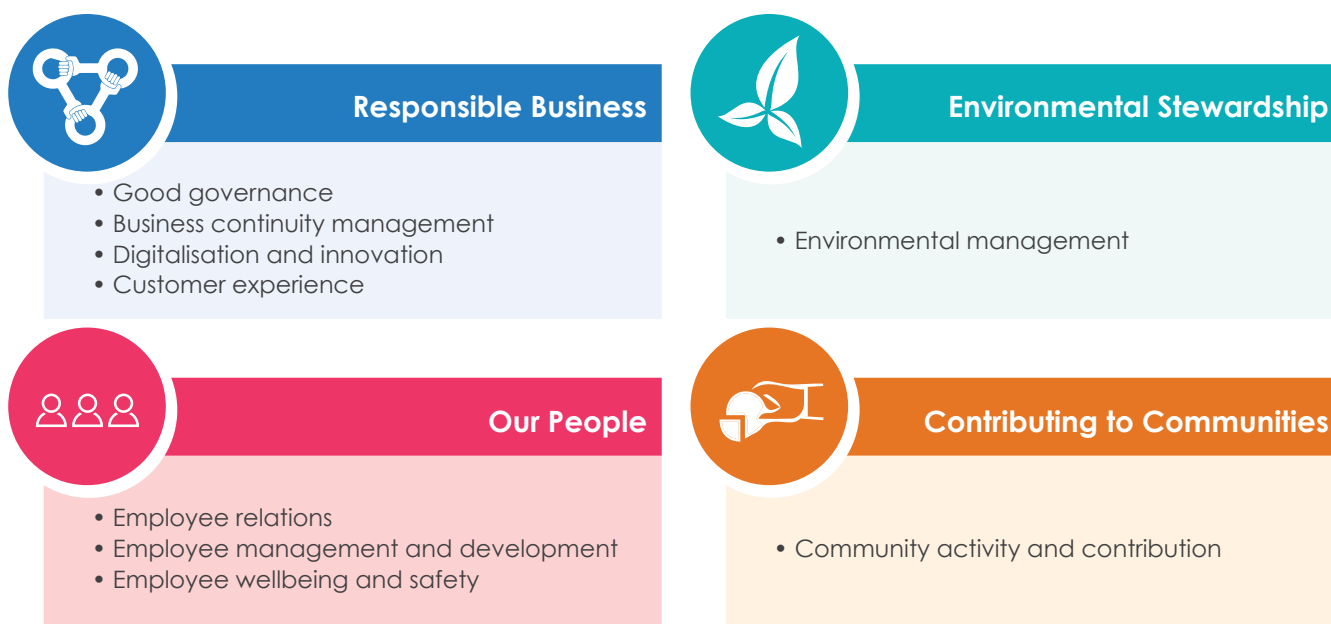 Responsible Business
• Good governance
• Business continuity management
• Digitalisation and innovation
• Customer experience
Environmental Stewardship
• Environmental management
Our People
• Employee relations
• Employee management and development
• Employee wellbeing and safety
Contributing to Communities
• Community activity and contribution